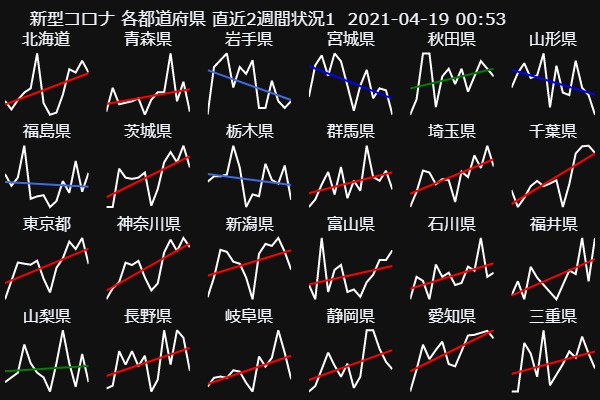 新型コロナ 各都道府県 直近2週間状況1 2021-04-19 00:53
北海道 青森県 岩手県 宮城県 秋田県 山形県
福島県 茨城県 栃木県 群馬県 埼玉県 千葉県
東京都 神奈川県 新潟県 富山県 石川県 福井県
山梨県 長野県 岐阜県 静岡県 愛知県 三重県